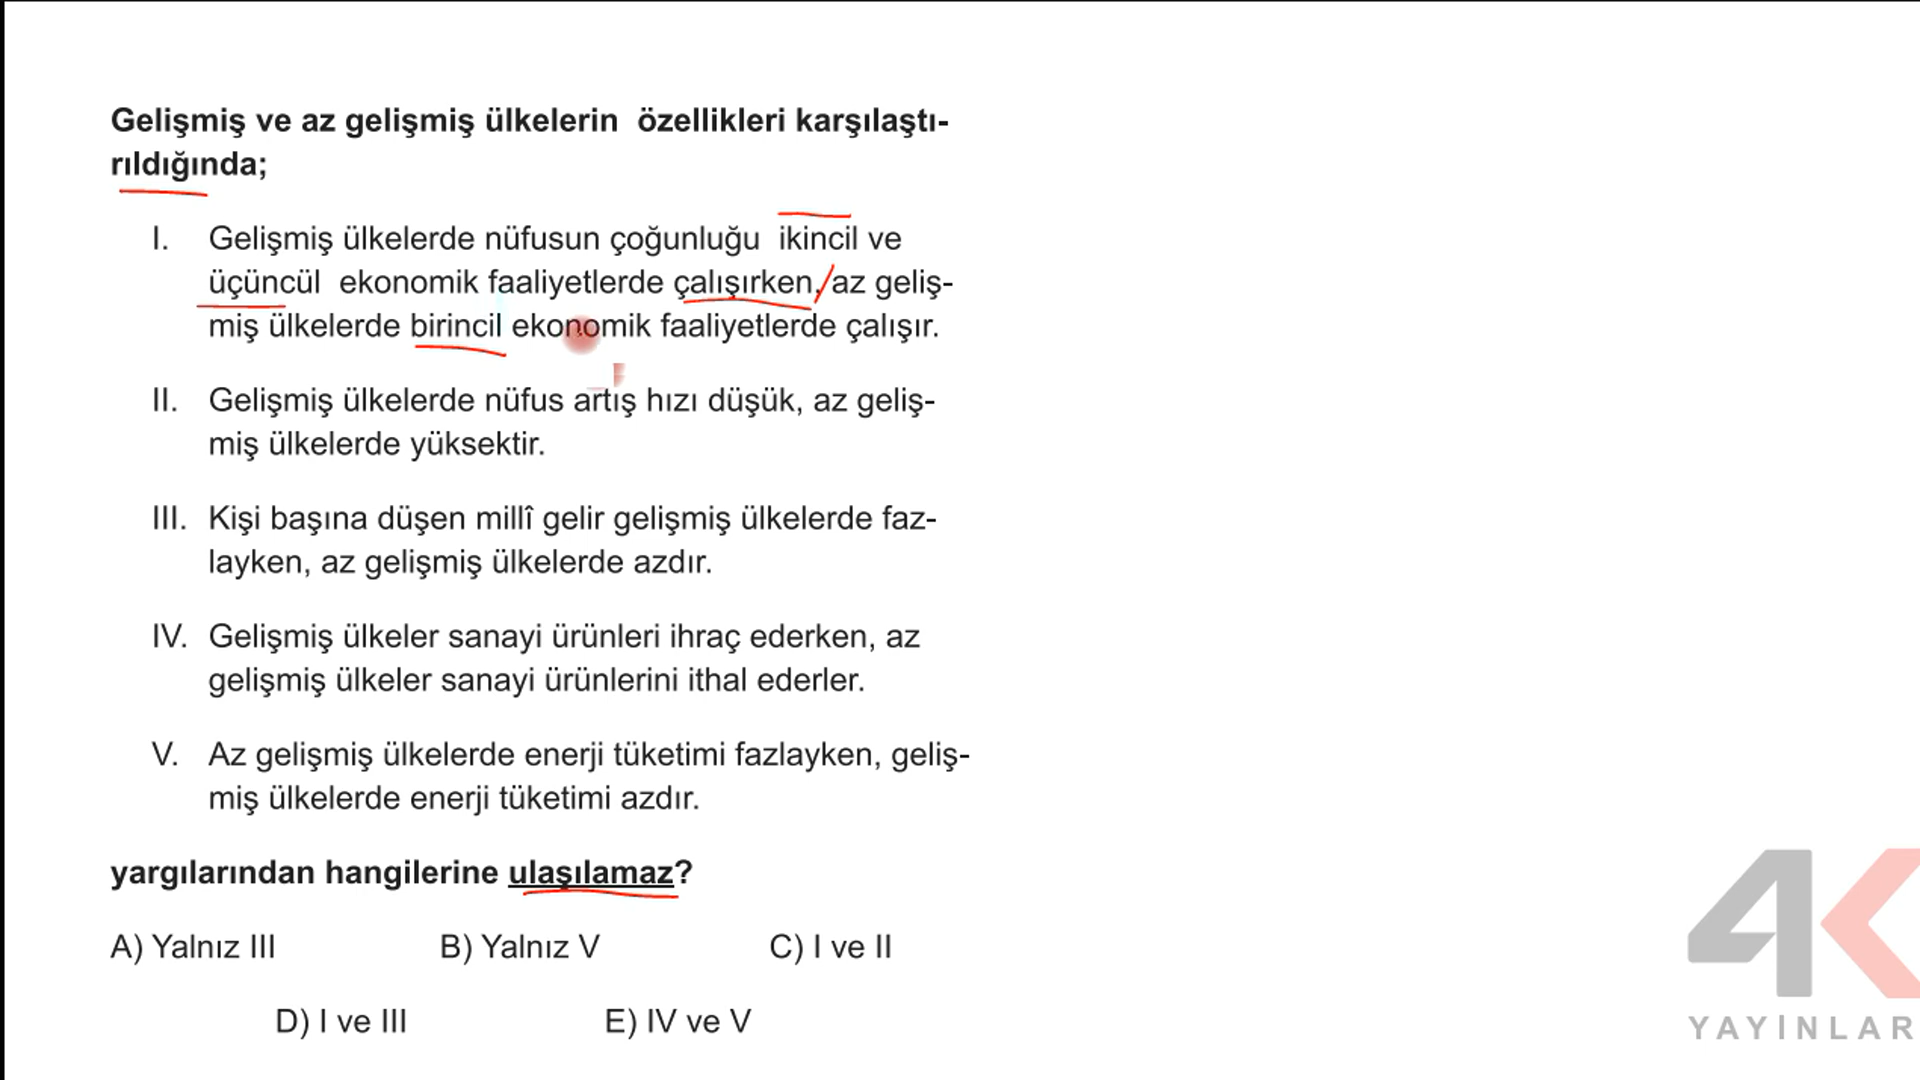 Gelişmiş ve az gelişmiş ülkelerin özellikleri karşılaştı-
rıldığında;
I. Gelişmiş ülkelerde nüfusun çoğunluğu ikincil ve
üçüncül ekonomik faaliyetlerde çalışırken, az geliş-
miş ülkelerde birincil ekonomik faaliyetlerde çalışır.
II. Gelişmiş ülkelerde nüfus artış hızı düşük, az geliş-
miş ülkelerde yüksektir.
III. Kişi başına düşen millî gelir gelişmiş ülkelerde faz-
layken, az gelişmiş ülkelerde azdır.
IV. Gelişmiş ülkeler sanayi ürünleri ihraç ederken, az
gelişmiş ülkeler sanayi ürünlerini ithal ederler.
V. Az gelişmiş ülkelerde enerji tüketimi fazlayken, geliş-
miş ülkelerde enerji tüketimi azdır.
yargılarından hangilerine ulaşılamaz?
A) Yalnız III B) Yalnız V C) I ve II
D) I ve III E) IV ve V
4K
YAYINLAR